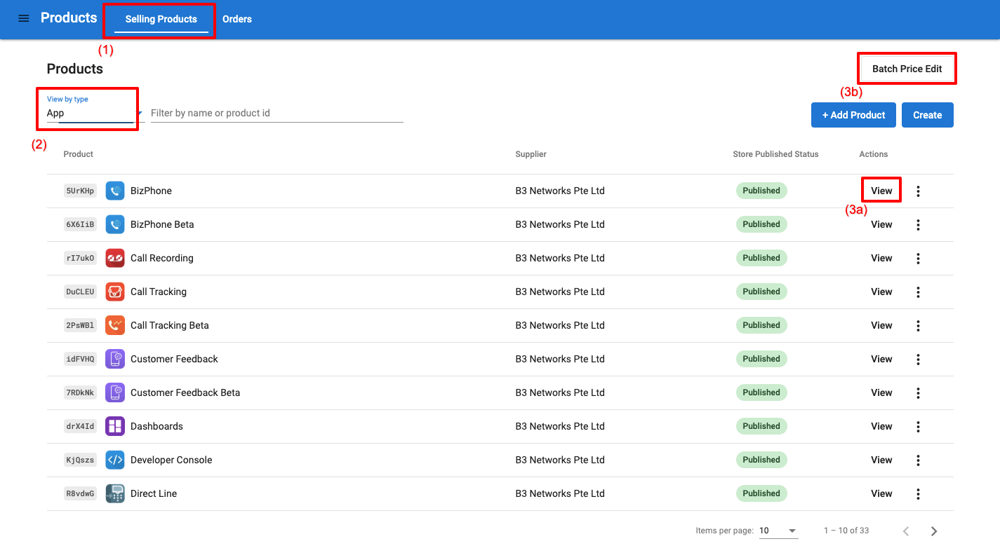 Products Selling Products Orders
(1)
Products Batch Price Edit
(3b)
View by type
App Filter by name or product id + Add Product Create
(2)
Product Supplier Store Published Status Actions
5UrKHp BizPhone B3 Networks Pte Ltd Published View
(3a)
6X6IiB BizPhone Beta B3 Networks Pte Ltd Published View
rI7ukO Call Recording B3 Networks Pte Ltd Published View
DuCLEU Call Tracking B3 Networks Pte Ltd Published View
2PsWBl Call Tracking Beta B3 Networks Pte Ltd Published View
idFVHQ Customer Feedback B3 Networks Pte Ltd Published View
7RDkNk Customer Feedback Beta B3 Networks Pte Ltd Published View
drX4Id Dashboards B3 Networks Pte Ltd Published View
KjQszs Developer Console B3 Networks Pte Ltd Published View
R8vdwG Direct Line B3 Networks Pte Ltd Published View
Items per page: 10 1 – 10 of 33